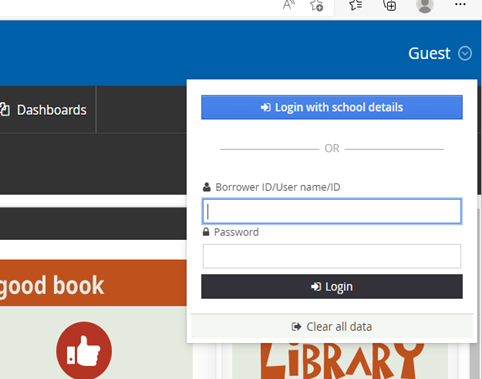 Guest
Dashboards
Login with school details
OR
Borrower ID/User name/ID
Password
Login
Clear all data
good book
LIBRARY